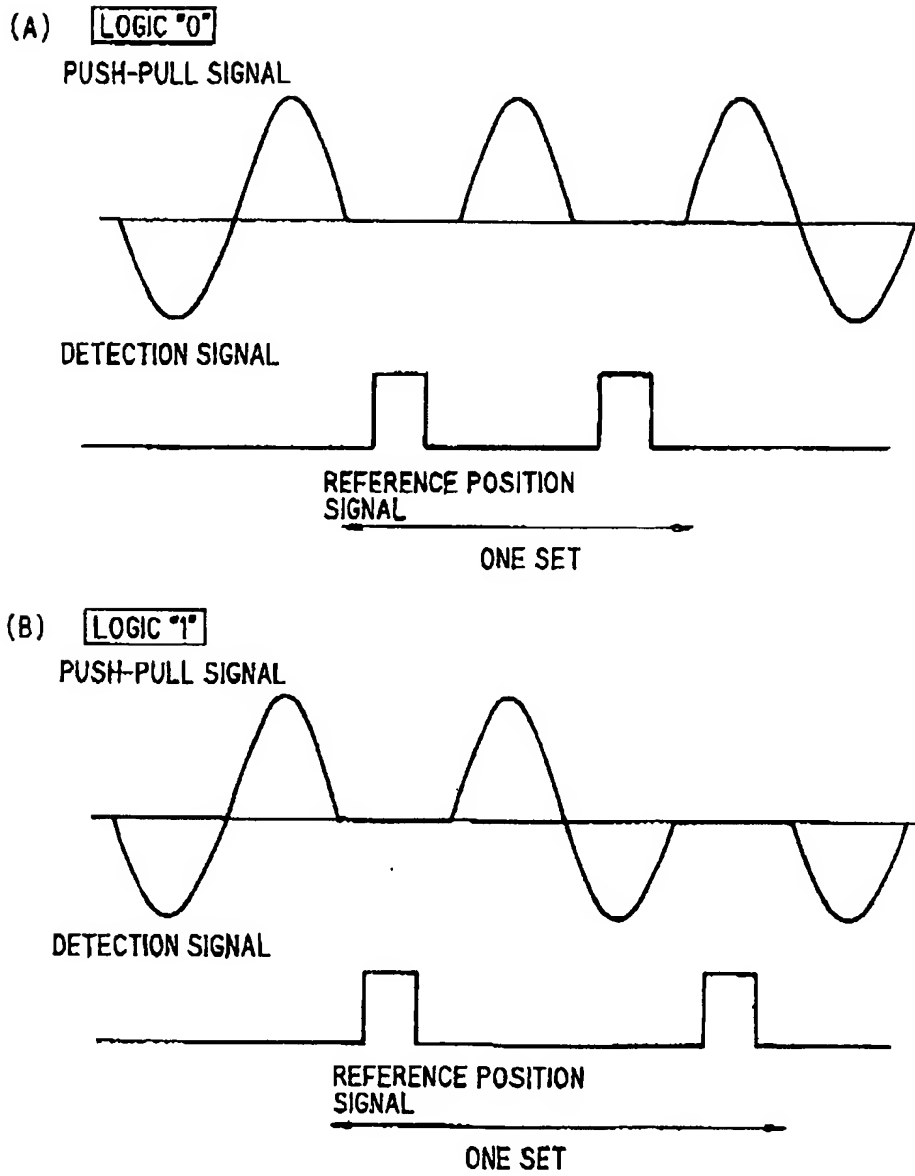 (A) LOGIC "0"
PUSH-PULL SIGNAL
DETECTION SIGNAL
REFERENCE POSITION
SIGNAL
ONE SET
(B) LOGIC "1"
PUSH-PULL SIGNAL
DETECTION SIGNAL
REFERENCE POSITION
SIGNAL
ONE SET